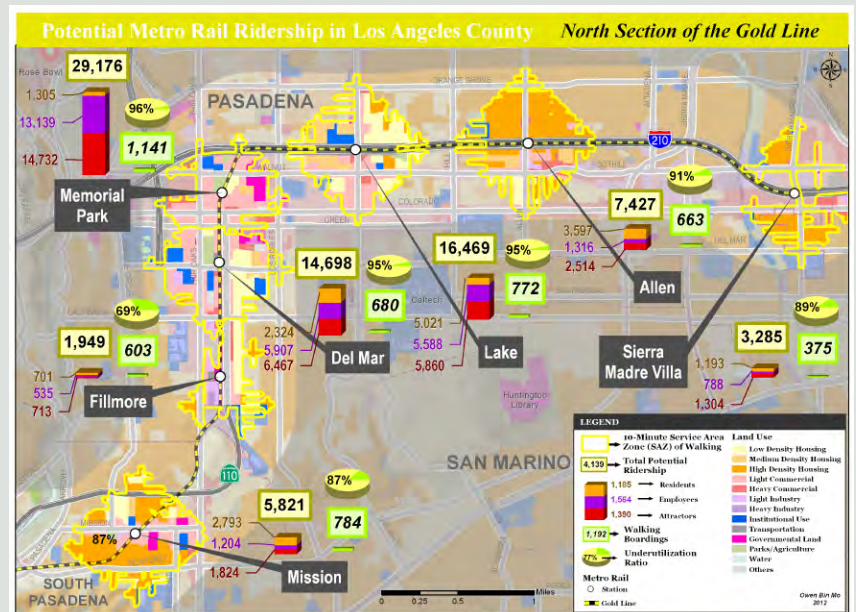 Potential Metro Rail Ridership in Los Angeles County North Section of the Gold Line
Rose Bowl
29,176
1,305
13,139
14,732
96%
1,141
Memorial
Park
PASADENA
ORANGE GROVE
WALNUT
COLORADO
GREEN
DEL MAR
210
91%
7,427
663
3,597
1,316
2,514
Allen
14,698
95%
680
2,324
5,907
6,467
Del Mar
Caltech
16,469
95%
772
5,021
5,588
5,860
Lake
69%
1,949
603
701
535
713
Fillmore
89%
3,285
375
1,193
788
1,304
Sierra
Madre Villa
Huntington
Library
SAN MARINO
110
87%
5,821
784
2,793
1,204
1,824
Mission
MISSION
87%
SOUTH
PASADENA
LEGEND
10-Minute Service Area
Zone (SAZ) of Walking
4,139 Total Potential
Ridership
1,185 Residents
1,564 Employees
1,390 Attractors
1,192 Walking
Boardings
77% Underutilization
Ratio
Metro Rail
Station
Gold Line
Land Use
Low Density Housing
Medium Density Housing
High Density Housing
Light Commercial
Heavy Commercial
Light Industry
Heavy Industry
Institutional Use
Transportation
Governmental Land
Parks/Agriculture
Water
Others
0 0.25 0.5 1
Miles
Owen Bin Mo
2012